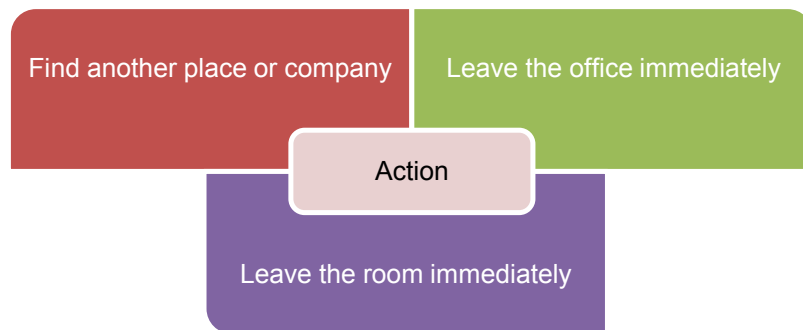 Find another place or company
Leave the office immediately
Action
Leave the room immediately